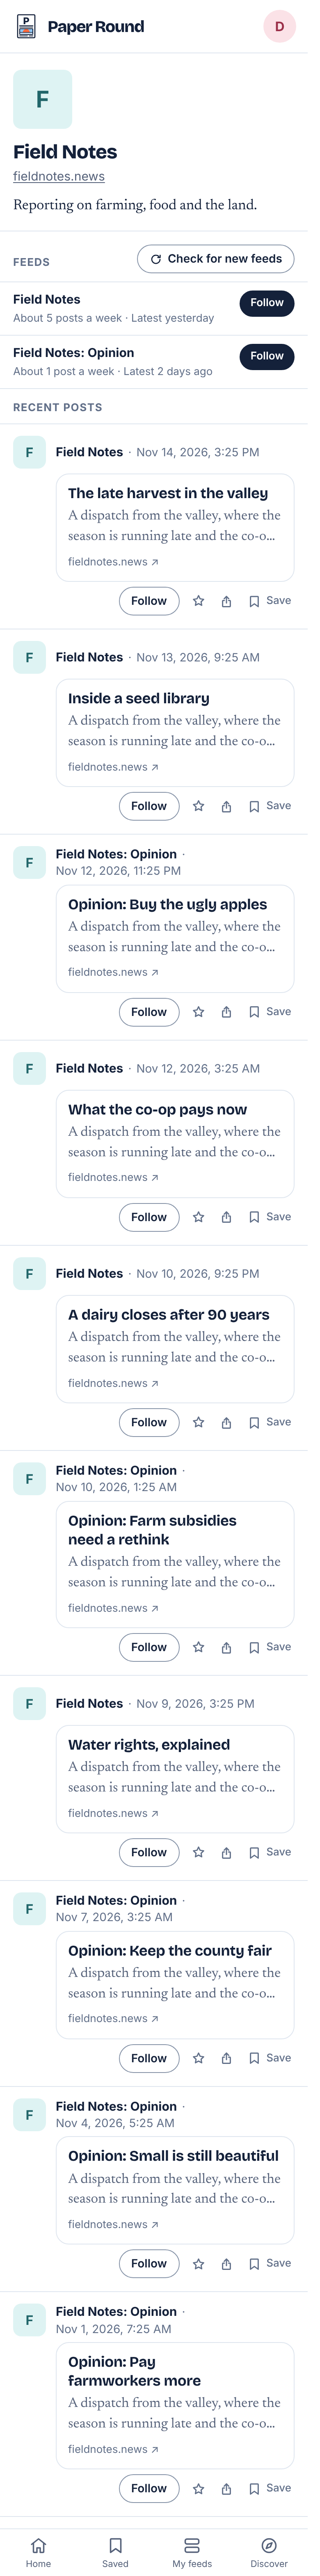 P
Paper Round
D
F
Field Notes
fieldnotes.news
Reporting on farming, food and the land.
FEEDS
Check for new feeds
Field Notes
About 5 posts a week · Latest yesterday
Follow
Field Notes: Opinion
About 1 post a week · Latest 2 days ago
Follow
RECENT POSTS
F
Field Notes · Nov 14, 2026, 3:25 PM
The late harvest in the valley
A dispatch from the valley, where the
season is running late and the co-o...
fieldnotes.news ↗
Follow Save
F
Field Notes · Nov 13, 2026, 9:25 AM
Inside a seed library
A dispatch from the valley, where the
season is running late and the co-o...
fieldnotes.news ↗
Follow Save
F
Field Notes: Opinion ·
Nov 12, 2026, 11:25 PM
Opinion: Buy the ugly apples
A dispatch from the valley, where the
season is running late and the co-o...
fieldnotes.news ↗
Follow Save
F
Field Notes · Nov 12, 2026, 3:25 AM
What the co-op pays now
A dispatch from the valley, where the
season is running late and the co-o...
fieldnotes.news ↗
Follow Save
F
Field Notes · Nov 10, 2026, 9:25 PM
A dairy closes after 90 years
A dispatch from the valley, where the
season is running late and the co-o...
fieldnotes.news ↗
Follow Save
F
Field Notes: Opinion ·
Nov 10, 2026, 1:25 AM
Opinion: Farm subsidies
need a rethink
A dispatch from the valley, where the
season is running late and the co-o...
fieldnotes.news ↗
Follow Save
F
Field Notes · Nov 9, 2026, 3:25 PM
Water rights, explained
A dispatch from the valley, where the
season is running late and the co-o...
fieldnotes.news ↗
Follow Save
F
Field Notes: Opinion ·
Nov 7, 2026, 3:25 AM
Opinion: Keep the county fair
A dispatch from the valley, where the
season is running late and the co-o...
fieldnotes.news ↗
Follow Save
F
Field Notes: Opinion ·
Nov 4, 2026, 5:25 AM
Opinion: Small is still beautiful
A dispatch from the valley, where the
season is running late and the co-o...
fieldnotes.news ↗
Follow Save
F
Field Notes: Opinion ·
Nov 1, 2026, 7:25 AM
Opinion: Pay
farmworkers more
A dispatch from the valley, where the
season is running late and the co-o...
fieldnotes.news ↗
Follow Save
Home Saved My feeds Discover